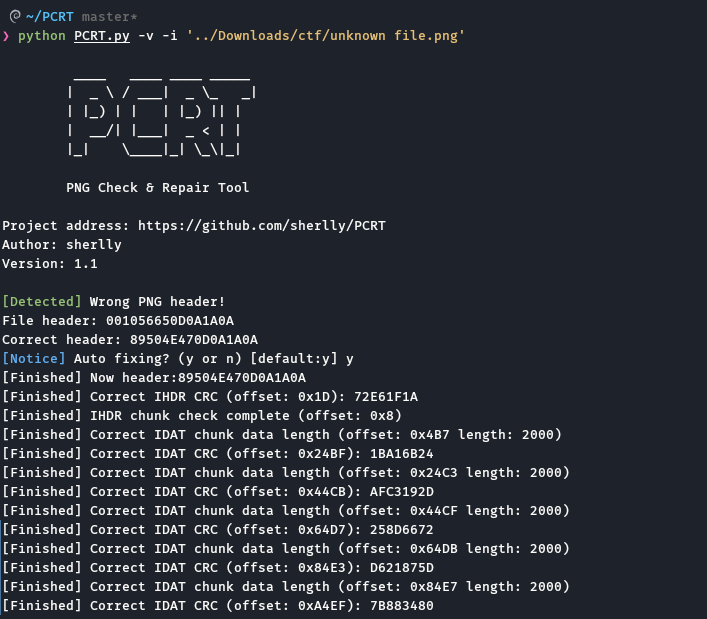 ~/PCRT master*
❯ python PCRT.py -v -i '../Downloads/ctf/unknown file.png'
 ____   ____ ____ _____
|  _ \ / ___|  _ \_   _|
| |_) | |   | |_) || |
|  __/| |___|  _ < | |
|_|    \____|_| \_\|_|
PNG Check & Repair Tool
Project address: https://github.com/sherlly/PCRT
Author: sherlly
Version: 1.1
[Detected] Wrong PNG header!
File header: 001056650D0A1A0A
Correct header: 89504E470D0A1A0A
[Notice] Auto fixing? (y or n) [default:y] y
[Finished] Now header:89504E470D0A1A0A
[Finished] Correct IHDR CRC (offset: 0x1D): 72E61F1A
[Finished] IHDR chunk check complete (offset: 0x8)
[Finished] Correct IDAT chunk data length (offset: 0x4B7 length: 2000)
[Finished] Correct IDAT CRC (offset: 0x24BF): 1BA16B24
[Finished] Correct IDAT chunk data length (offset: 0x24C3 length: 2000)
[Finished] Correct IDAT CRC (offset: 0x44CB): AFC3192D
[Finished] Correct IDAT chunk data length (offset: 0x44CF length: 2000)
[Finished] Correct IDAT CRC (offset: 0x64D7): 258D6672
[Finished] Correct IDAT chunk data length (offset: 0x64DB length: 2000)
[Finished] Correct IDAT CRC (offset: 0x84E3): D621875D
[Finished] Correct IDAT chunk data length (offset: 0x84E7 length: 2000)
[Finished] Correct IDAT CRC (offset: 0xA4EF): 7B883480